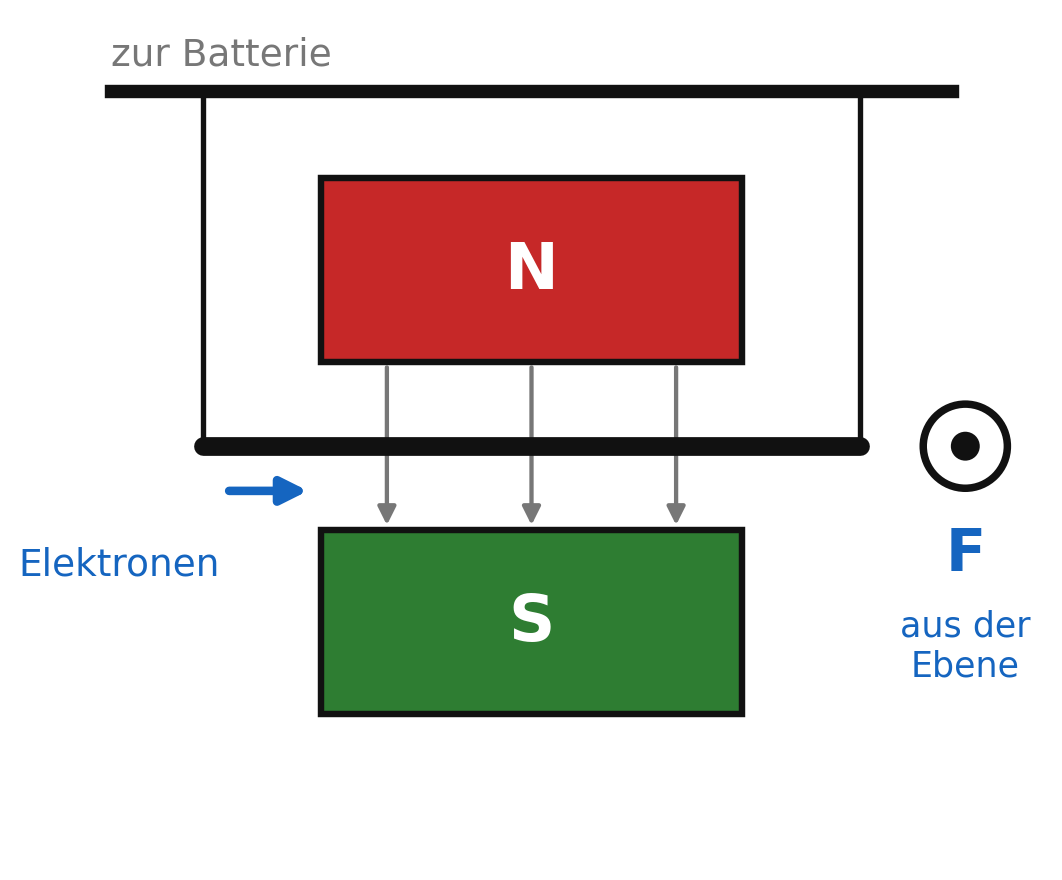 zur Batterie
N
Elektronen
S
F
aus der
Ebene